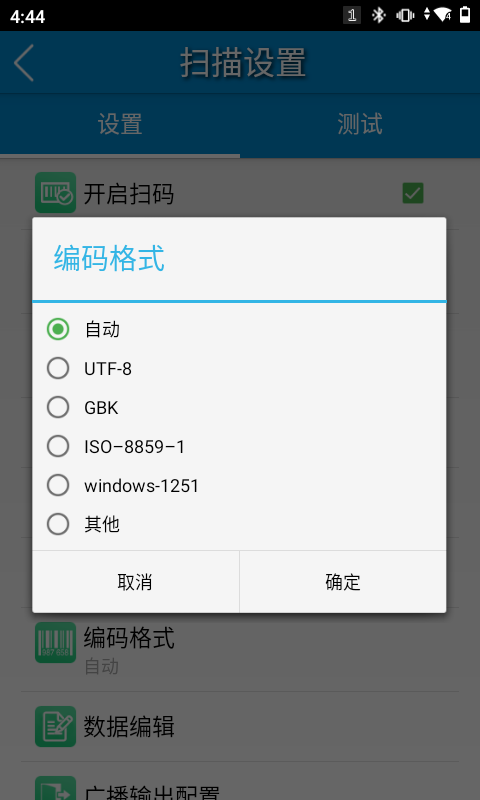 4:44
扫描设置
设置
测试
开启扫码
编码格式
自动
UTF-8
GBK
ISO-8859-1
windows-1251
其他
取消
确定
编码格式
自动
数据编辑
广播输出配置